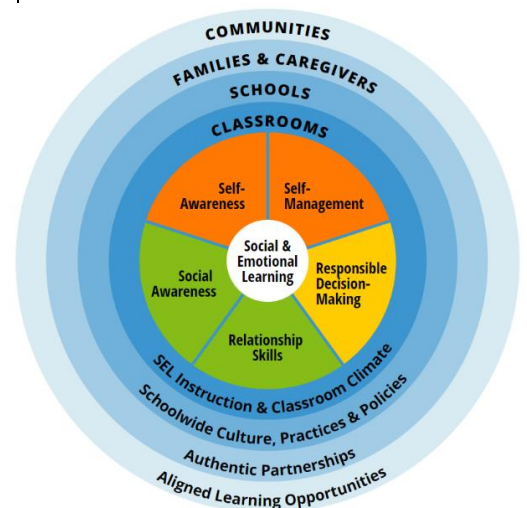 COMMUNITIES
FAMILIES & CAREGIVERS
SCHOOLS
CLASSROOMS
Self-
Awareness
Self-
Management
Social &
Emotional
Learning
Social
Awareness
Responsible
Decision-
Making
Relationship
Skills
SEL Instruction & Classroom Climate
Schoolwide Culture, Practices & Policies
Authentic Partnerships
Aligned Learning Opportunities